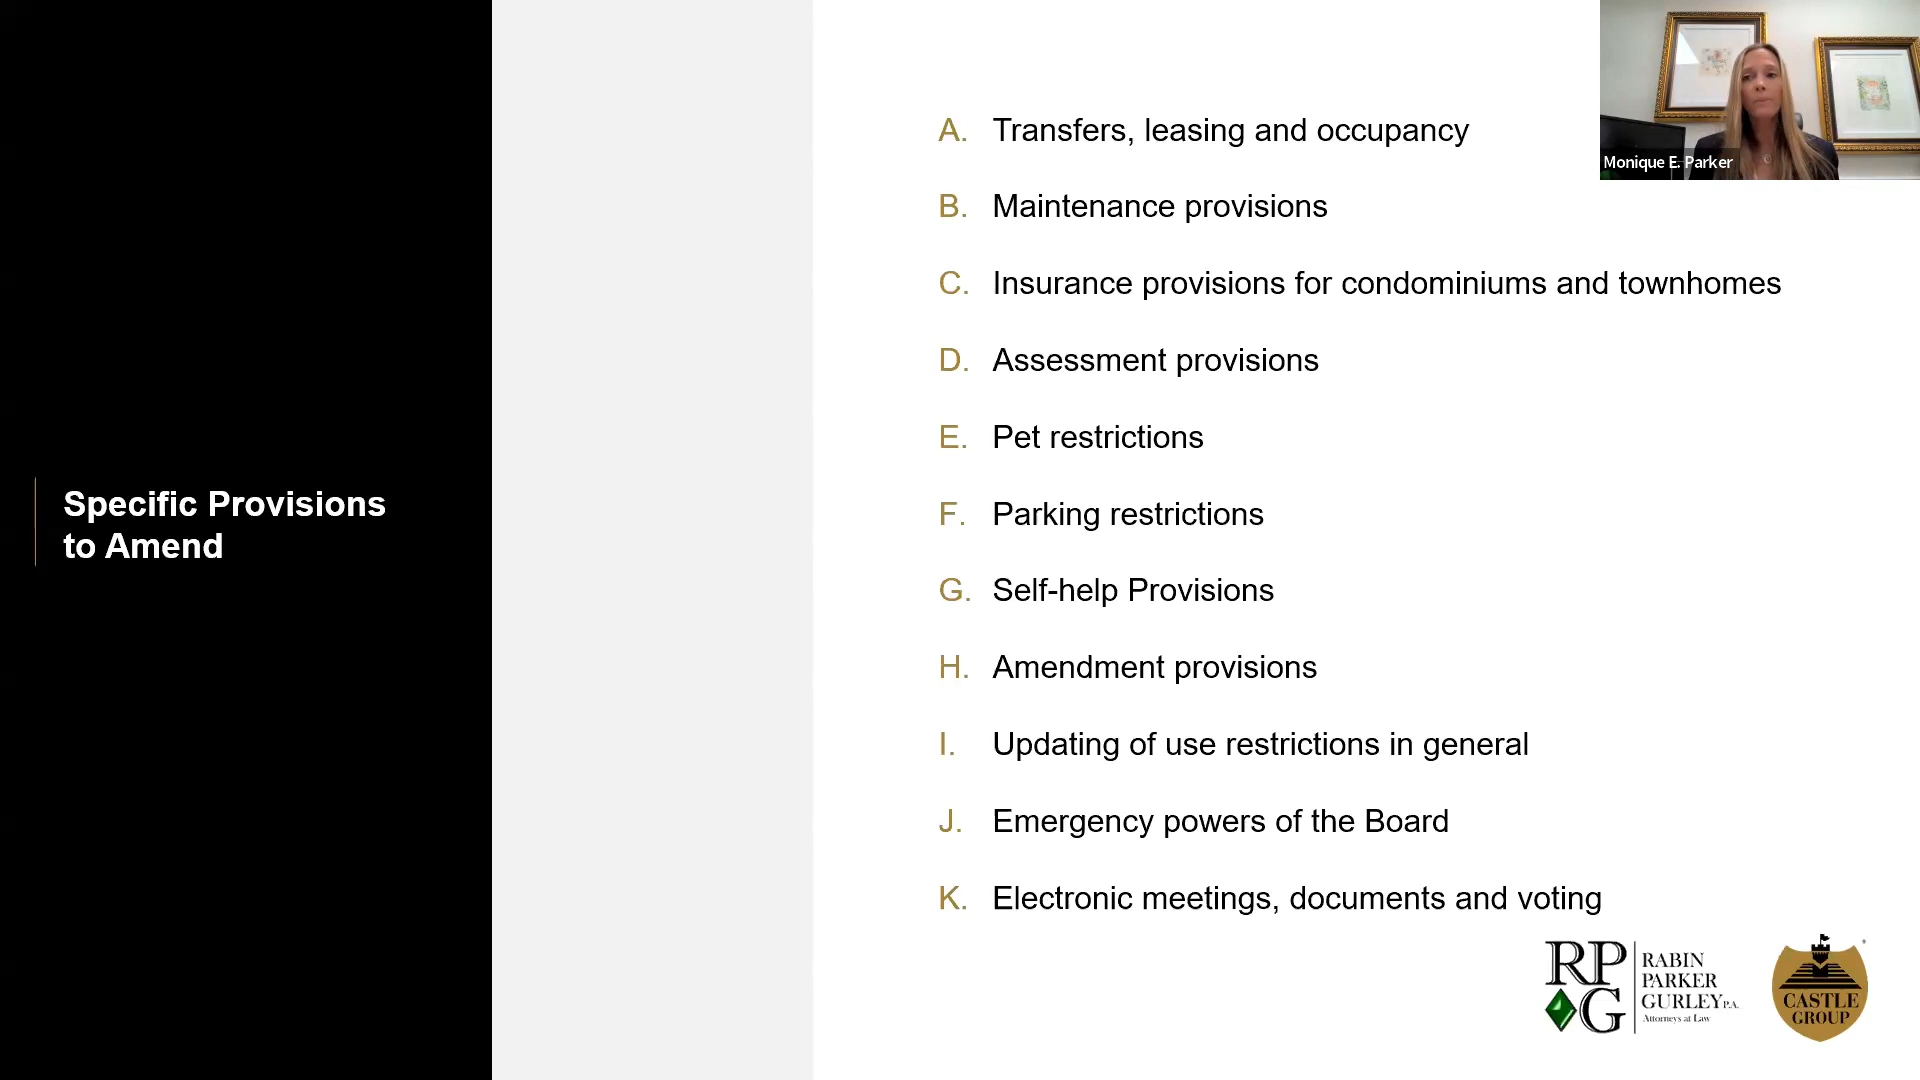 Specific Provisions
to Amend
A. Transfers, leasing and occupancy
B. Maintenance provisions
C. Insurance provisions for condominiums and townhomes
D. Assessment provisions
E. Pet restrictions
F. Parking restrictions
G. Self-help Provisions
H. Amendment provisions
I. Updating of use restrictions in general
J. Emergency powers of the Board
K. Electronic meetings, documents and voting
Monique E. Parker
RP
G
RABIN
PARKER
GURLEY P.A.
Attorneys at Law
CASTLE
GROUP